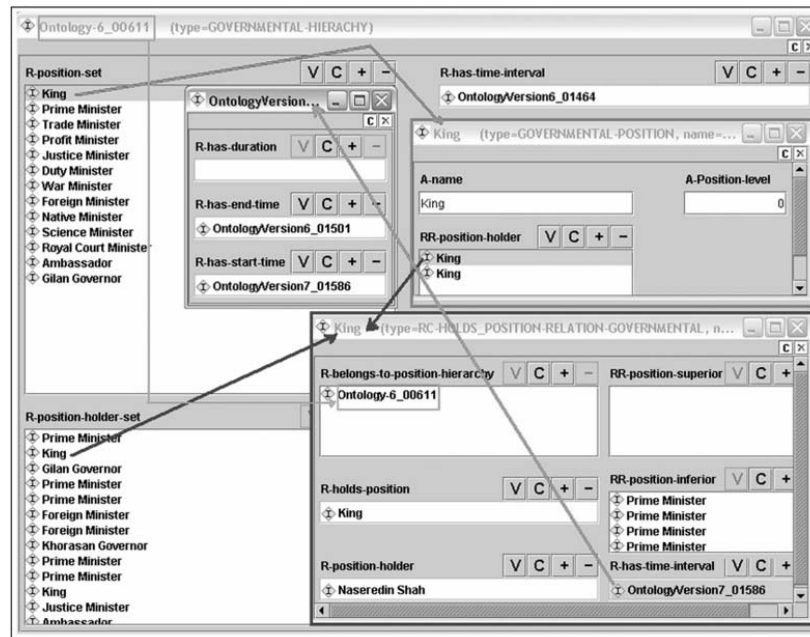 Ontology-6_00611 (type=GOVERNMENTAL-HIERACHY)
C X
R-position-set V C + −
King
Prime Minister
Trade Minister
Profit Minister
Justice Minister
Duty Minister
War Minister
Foreign Minister
Native Minister
Science Minister
Royal Court Ministe
Ambassador
Gilan Governor
R-has-time-interval V C + −
OntologyVersion6_01464
OntologyVersion...
C X
R-has-duration V C + −
R-has-end-time V C + −
OntologyVersion6_01501
R-has-start-time V C + −
OntologyVersion7_01586
King (type=GOVERNMENTAL-POSITION, name=...
C X
A-name
King
A-Position-level
0
RR-position-holder V C + −
King
King
R-position-holder-set
Prime Minister
King
Gilan Governor
Prime Minister
Prime Minister
Foreign Minister
Foreign Minister
Khorasan Governor
Prime Minister
Prime Minister
King
Justice Minister
Ambassador
King (type=RC-HOLDS_POSITION-RELATION-GOVERNMENTAL, n...
C X
R-belongs-to-position-hierarchy V C + −
Ontology-6_00611
RR-position-superior V C +
R-holds-position V C + −
King
RR-position-inferior V C +
Prime Minister
Prime Minister
Prime Minister
Prime Minister
R-position-holder V C + −
Naseredin Shah
R-has-time-interval V C +
OntologyVersion7_01586